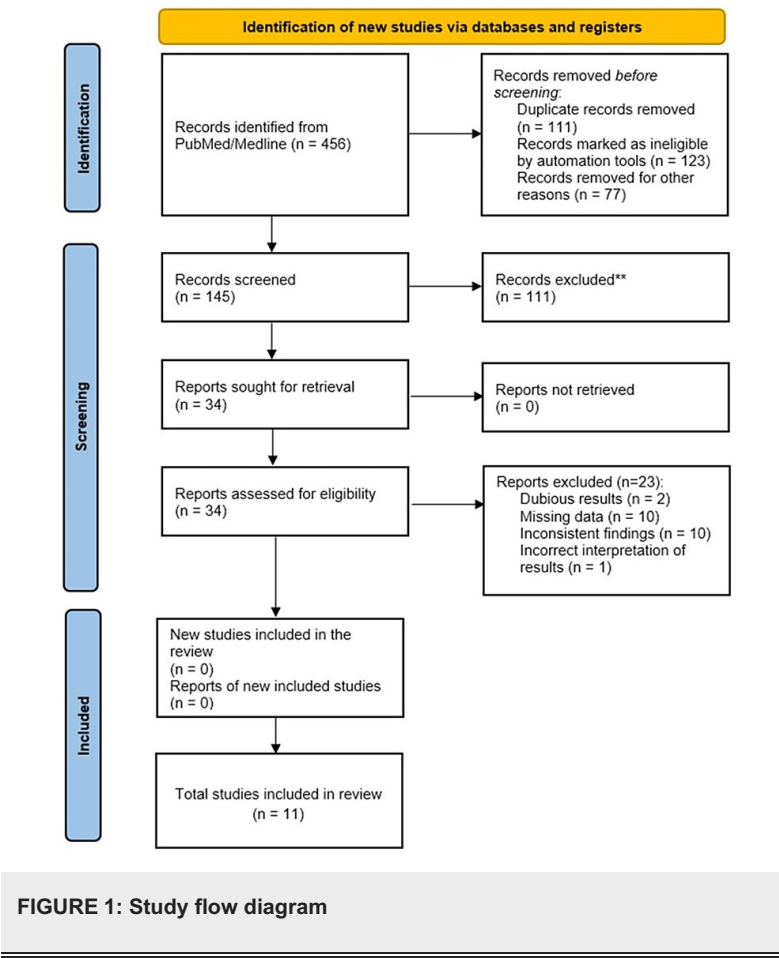 Identification of new studies via databases and registers
Identification
Records identified from
PubMed/Medline (n = 456)
Records removed before
screening:
Duplicate records removed
(n = 111)
Records marked as ineligible
by automation tools (n = 123)
Records removed for other
reasons (n = 77)
Screening
Records screened
(n = 145)
Records excluded**
(n = 111)
Reports sought for retrieval
(n = 34)
Reports not retrieved
(n = 0)
Reports assessed for eligibility
(n = 34)
Reports excluded (n=23):
Dubious results (n = 2)
Missing data (n = 10)
Inconsistent findings (n = 10)
Incorrect interpretation of
results (n = 1)
Included
New studies included in the
review
(n = 0)
Reports of new included studies
(n = 0)
Total studies included in review
(n = 11)
FIGURE 1: Study flow diagram